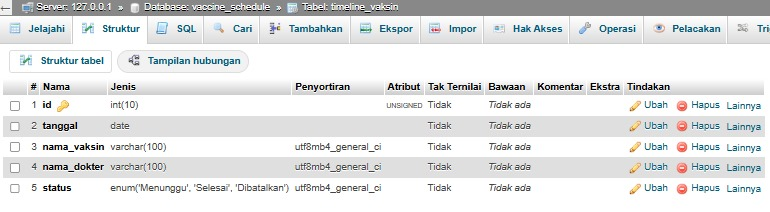 Server: 127.0.0.1 » Database: vaccine_schedule » Tabel: timeline_vaksin
Jelajahi Struktur SQL Cari Tambahkan Ekspor Impor Hak Akses Operasi Pelacakan
Struktur tabel Tampilan hubungan
# Nama Jenis Penyortiran Atribut Tak Ternilai Bawaan Komentar Ekstra Tindakan
1 id int(10) UNSIGNED Tidak Tidak ada Ubah Hapus Lainnya
2 tanggal date Tidak Tidak ada Ubah Hapus Lainnya
3 nama_vaksin varchar(100) utf8mb4_general_ci Tidak Tidak ada Ubah Hapus Lainnya
4 nama_dokter varchar(100) utf8mb4_general_ci Tidak Tidak ada Ubah Hapus Lainnya
5 status enum('Menunggu', 'Selesai', 'Dibatalkan') utf8mb4_general_ci Tidak Tidak ada Ubah Hapus Lainnya